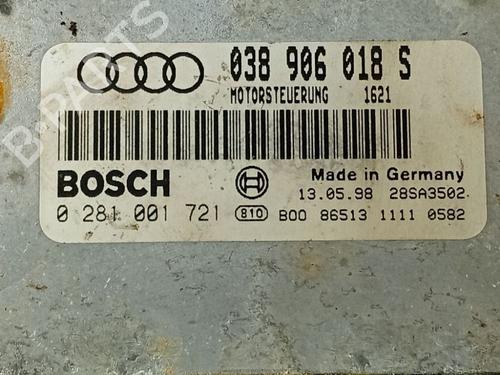 038 906 018 S
MOTORSTEUERUNG 1621
BOSCH
Made in Germany
13.05.98 28SA3502
0 281 001 721 810 B00 86513 1111 0582
B-PARTS